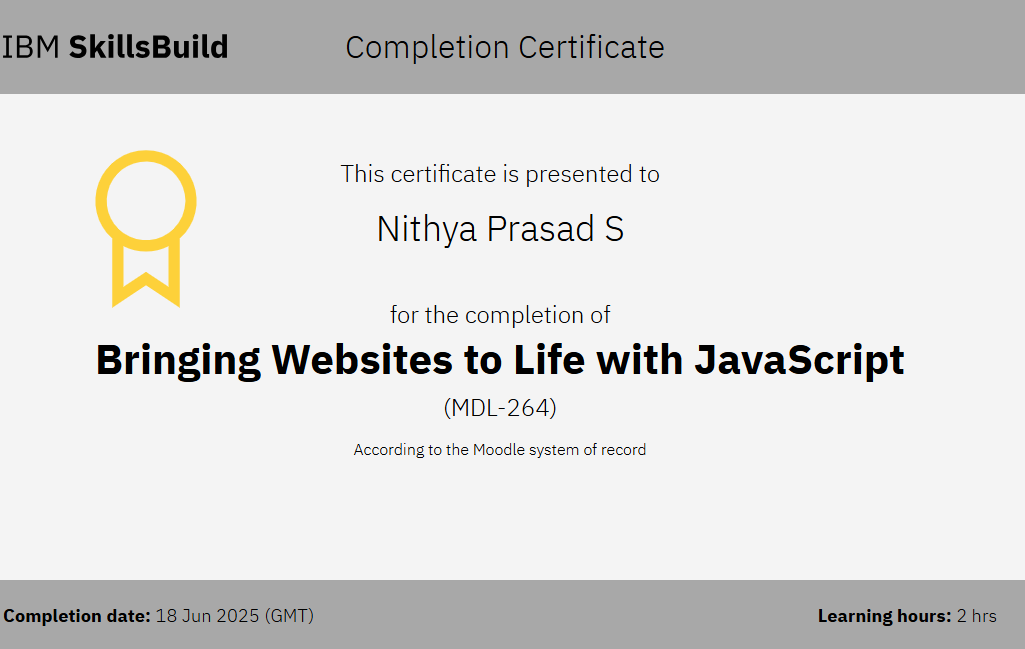 IBM SkillsBuild
Completion Certificate
This certificate is presented to
Nithya Prasad S
for the completion of
Bringing Websites to Life with JavaScript
(MDL-264)
According to the Moodle system of record
Completion date: 18 Jun 2025 (GMT)
Learning hours: 2 hrs